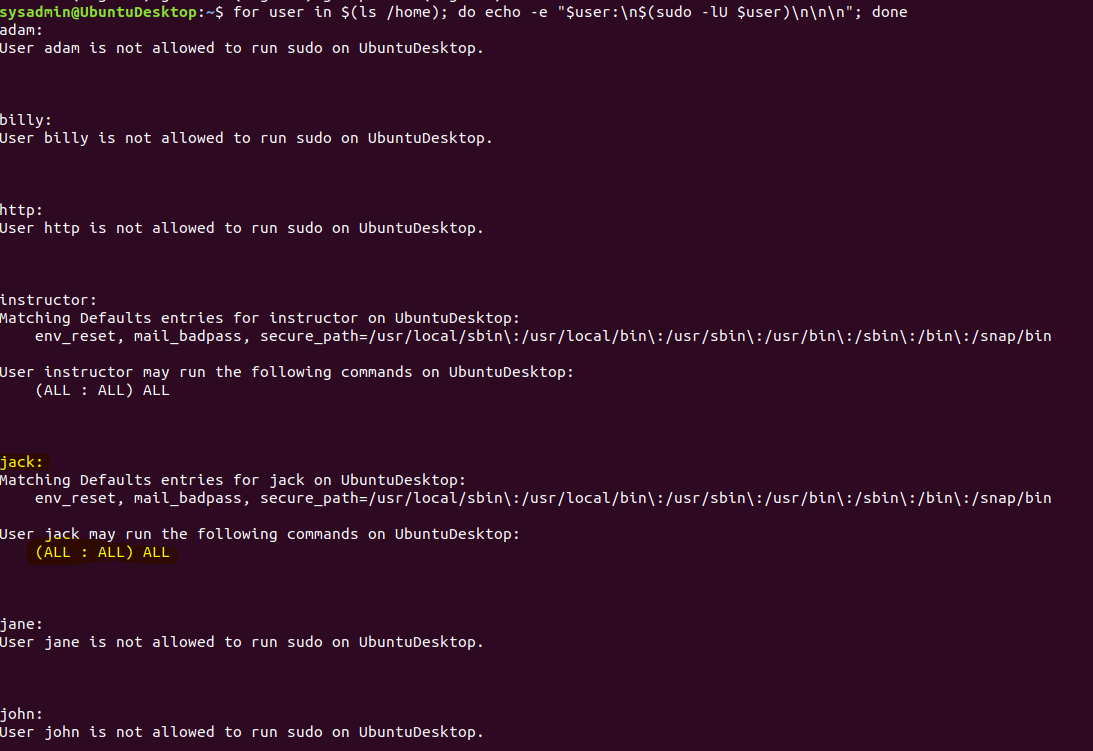 sysadmin@UbuntuDesktop:~$ for user in $(ls /home); do echo -e "$user:\n$(sudo -lU $user)\n\n\n"; done
adam:
User adam is not allowed to run sudo on UbuntuDesktop.
billy:
User billy is not allowed to run sudo on UbuntuDesktop.
http:
User http is not allowed to run sudo on UbuntuDesktop.
instructor:
Matching Defaults entries for instructor on UbuntuDesktop:
    env_reset, mail_badpass, secure_path=/usr/local/sbin\:/usr/local/bin\:/usr/sbin\:/usr/bin\:/sbin\:/bin\:/snap/bin
User instructor may run the following commands on UbuntuDesktop:
    (ALL : ALL) ALL
jack:
Matching Defaults entries for jack on UbuntuDesktop:
    env_reset, mail_badpass, secure_path=/usr/local/sbin\:/usr/local/bin\:/usr/sbin\:/usr/bin\:/sbin\:/bin\:/snap/bin
User jack may run the following commands on UbuntuDesktop:
    (ALL : ALL) ALL
jane:
User jane is not allowed to run sudo on UbuntuDesktop.
john:
User john is not allowed to run sudo on UbuntuDesktop.